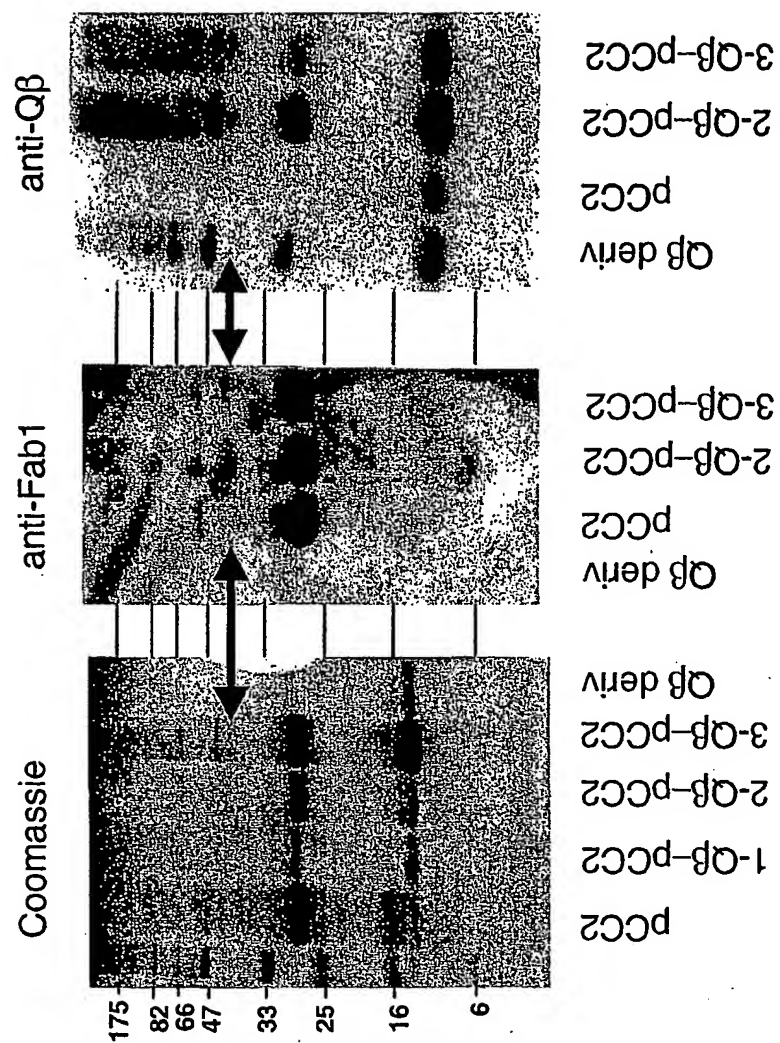 Coomassie
anti-Fab1
anti-Qβ
175
82
66
47
33
25
16
6
pCC2
1-Qβ–pCC2
2-Qβ–pCC2
3-Qβ–pCC2
Qβ deriv
Qβ deriv
pCC2
2-Qβ–pCC2
3-Qβ–pCC2
Qβ deriv
pCC2
2-Qβ–pCC2
3-Qβ–pCC2